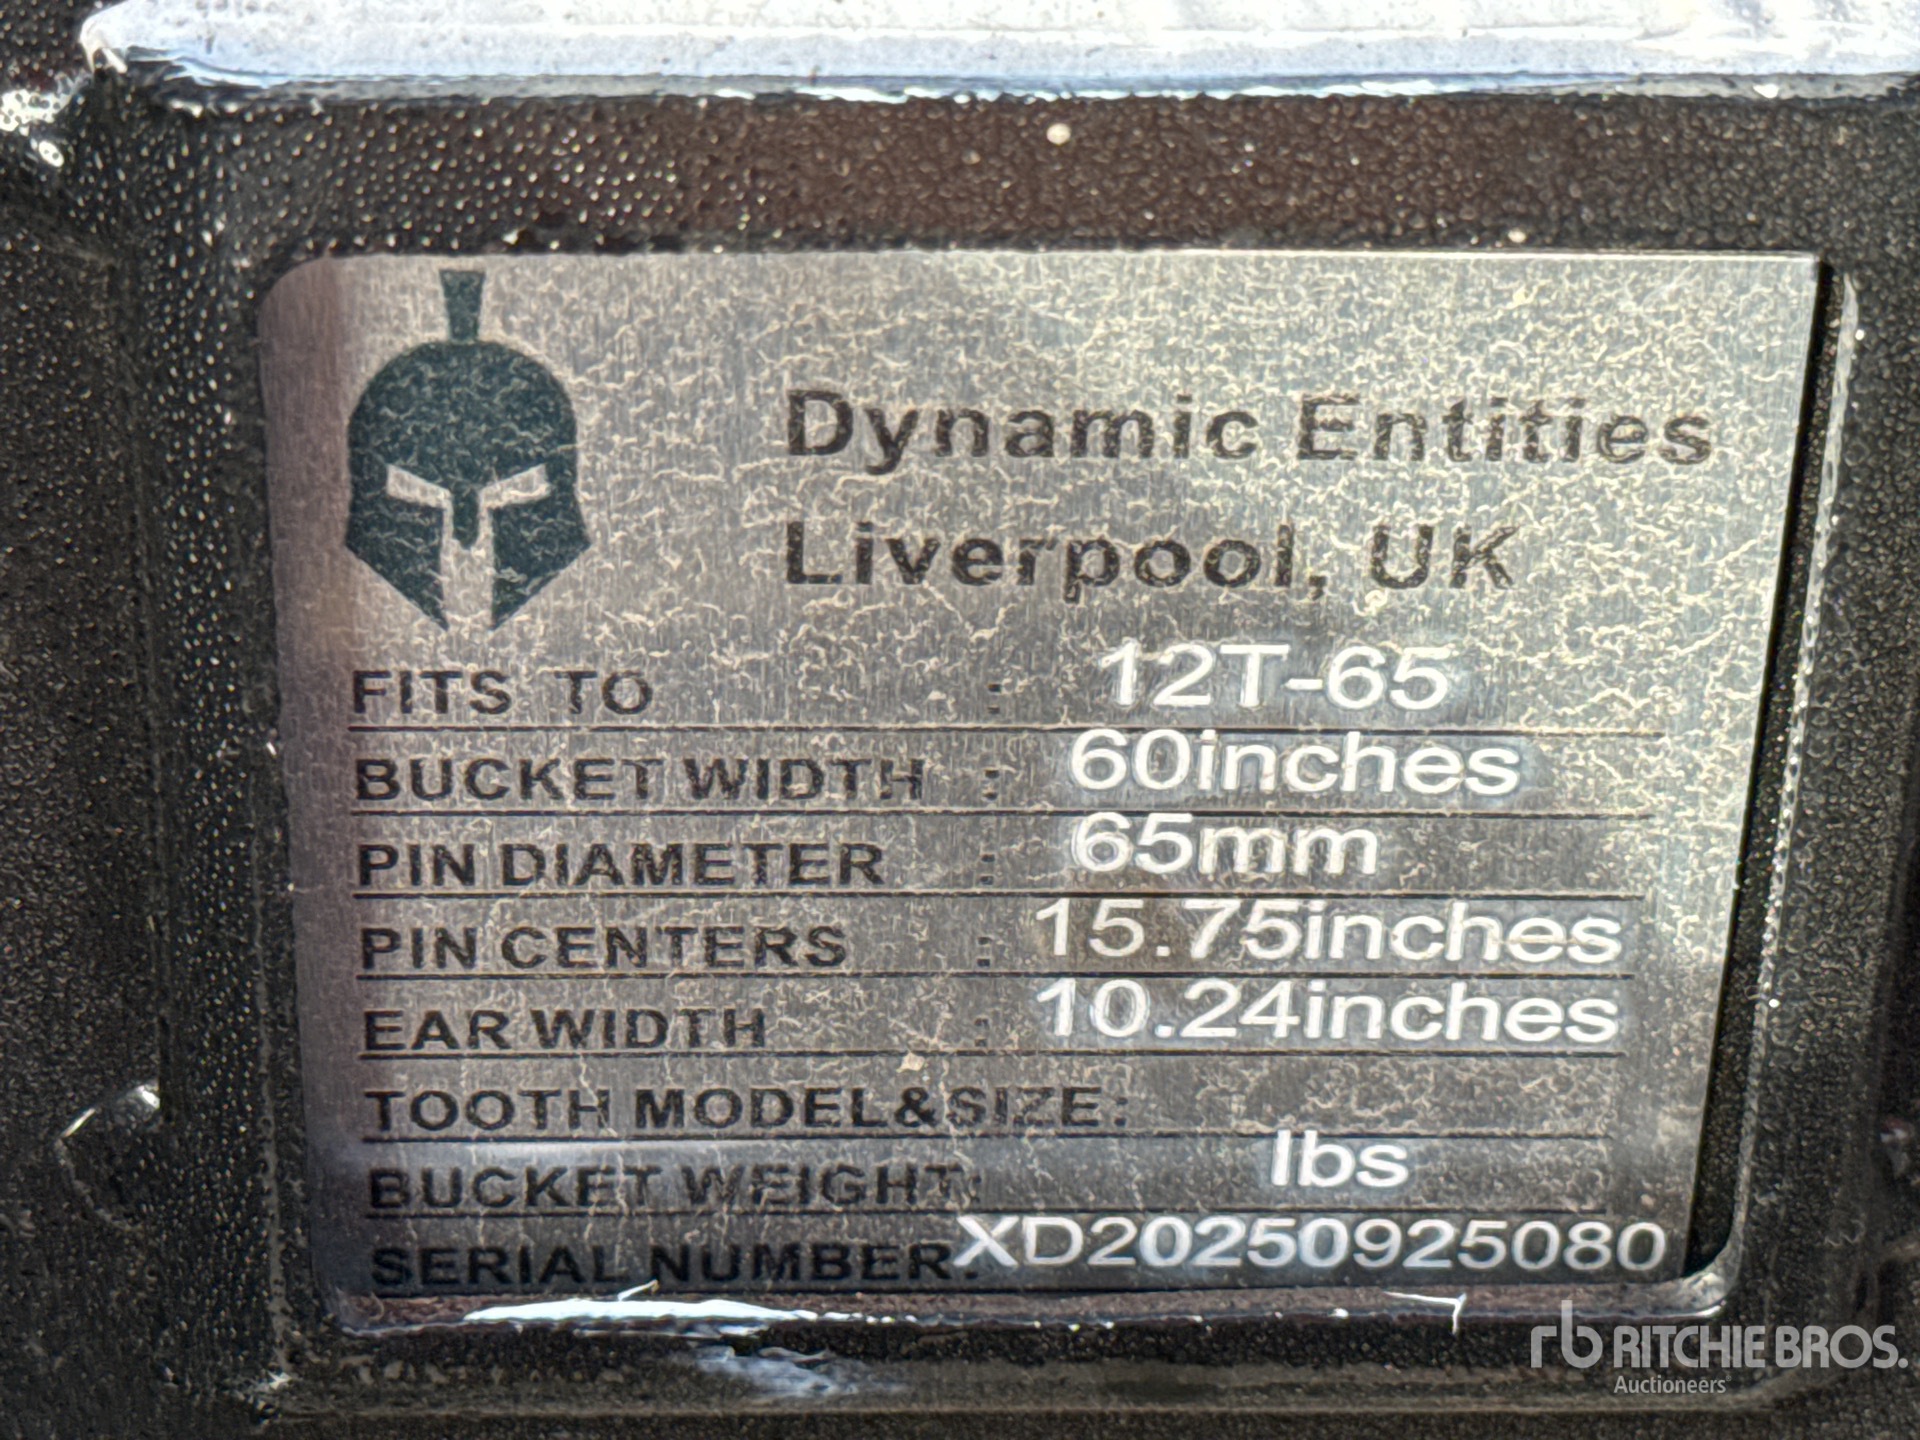 Dynamic Entities
Liverpool, UK
FITS TO : 12T-65
BUCKET WIDTH : 60inches
PIN DIAMETER : 65mm
PIN CENTERS : 15.75inches
EAR WIDTH : 10.24inches
TOOTH MODEL&SIZE:
BUCKET WEIGHT: lbs
SERIAL NUMBER: XD20250925080
rb RITCHIE BROS.
Auctioneers